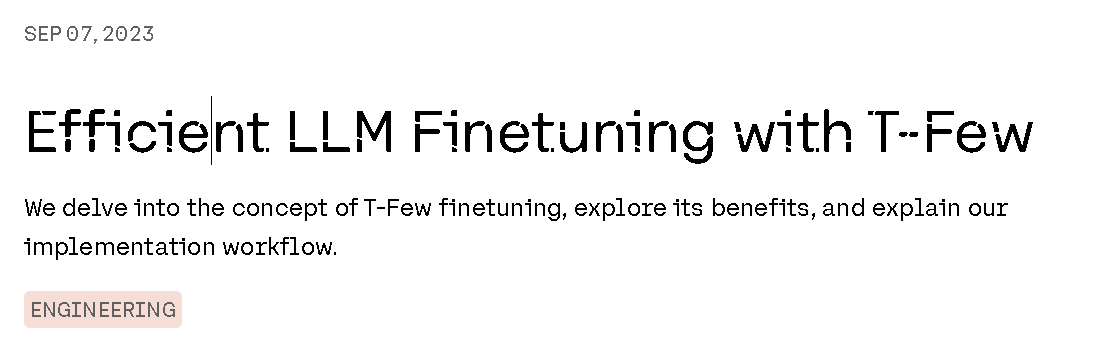 SEP 07, 2023
Efficient LLM Finetuning with T-Few
We delve into the concept of T-Few finetuning, explore its benefits, and explain our
implementation workflow.
ENGINEERING